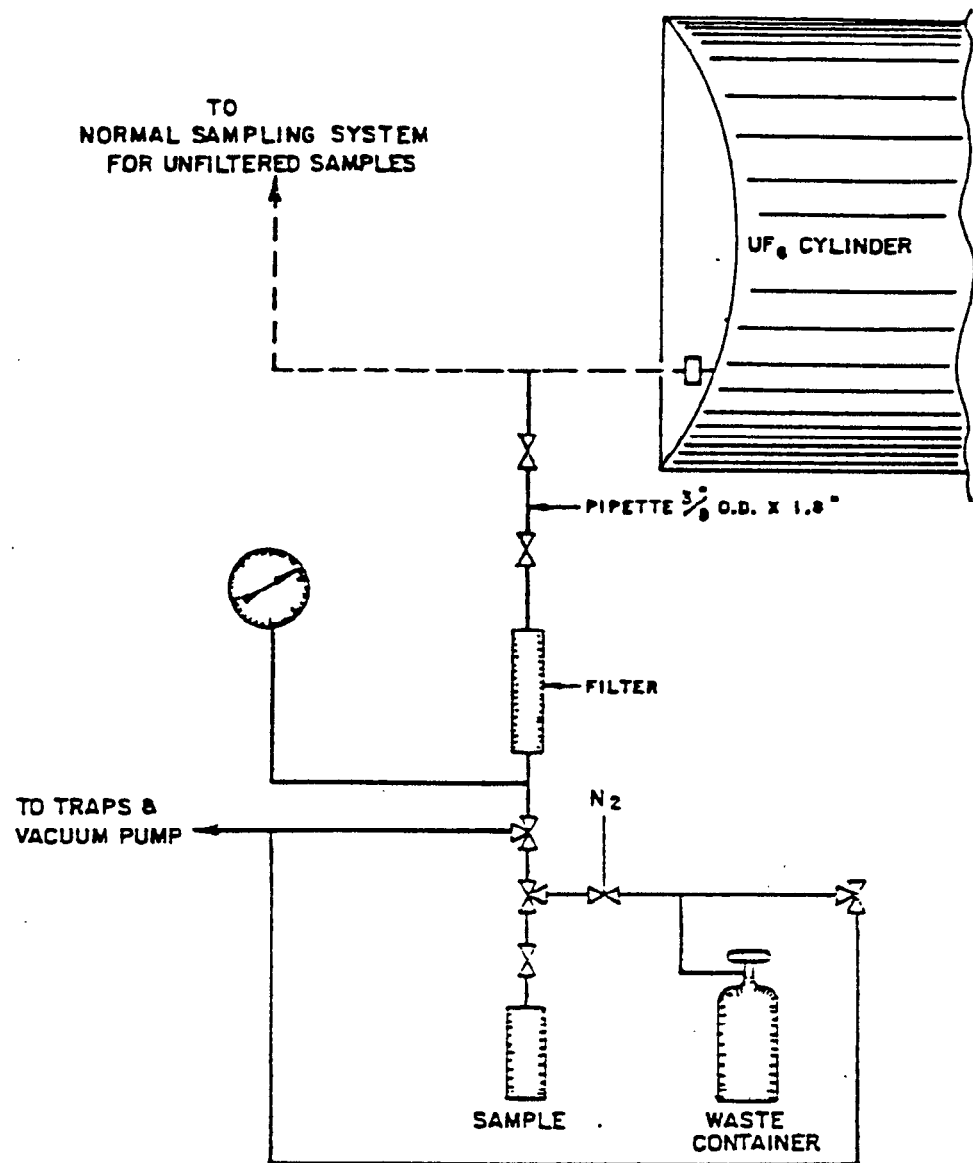 TO
NORMAL SAMPLING SYSTEM
FOR UNFILTERED SAMPLES
UF₆ CYLINDER
PIPETTE 3/8" O.D. X 1.8"
FILTER
TO TRAPS &
VACUUM PUMP
N2
SAMPLE
WASTE
CONTAINER